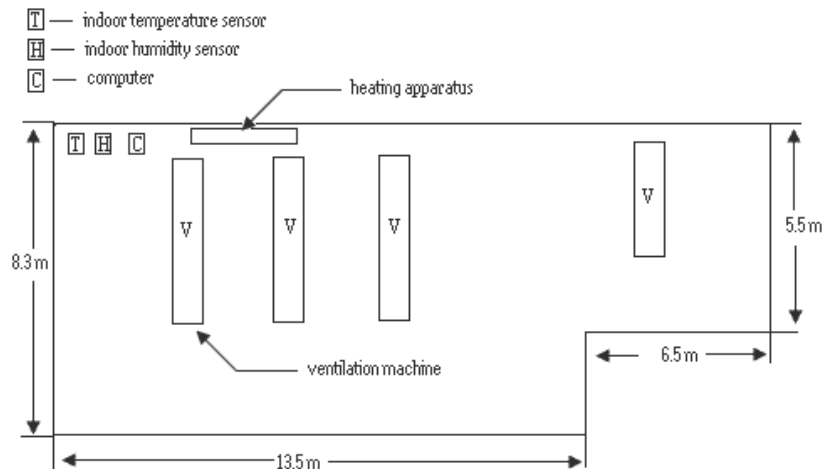 T — indoor temperature sensor
H — indoor humidity sensor
C — computer
heating apparatus
T H C
V V V V
8.3 m
5.5 m
6.5 m
ventilation machine
13.5 m